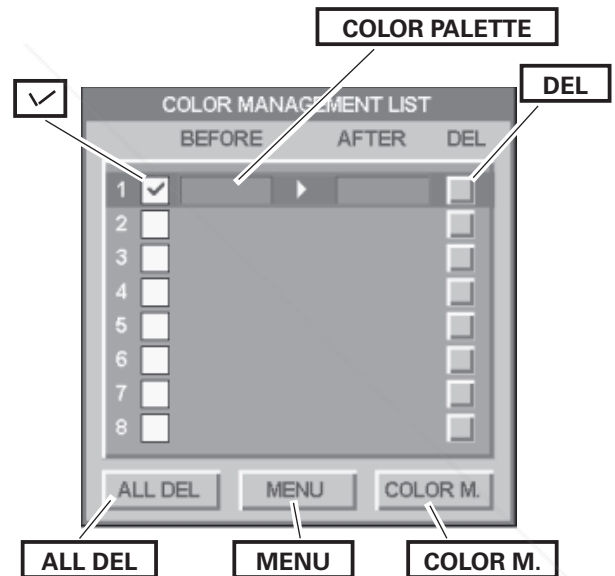 COLOR PALETTE
✓
DEL
COLOR MANAGEMENT LIST
BEFORE AFTER DEL
1 ✓
2
3
4
5
6
7
8
ALL DEL MENU COLOR M.
ALL DEL MENU COLOR M.